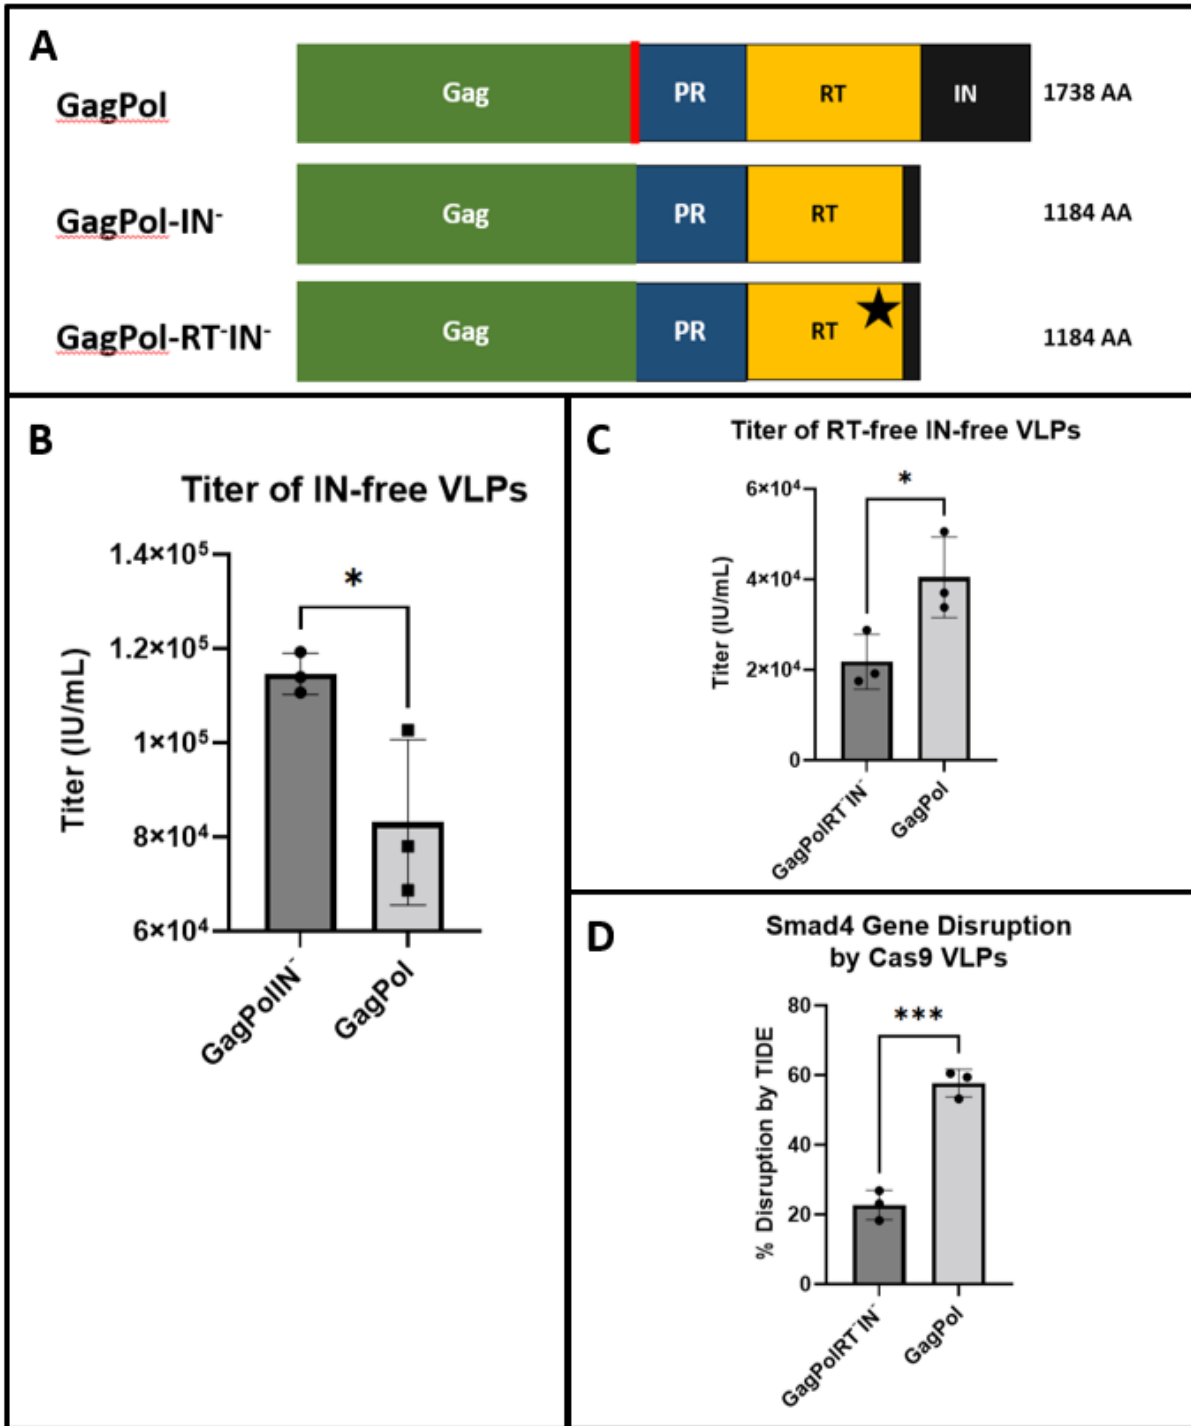 A
GagPol
Gag
PR
RT
IN
1738 AA
GagPol-IN⁻
Gag
PR
RT
1184 AA
GagPol-RT⁻IN⁻
Gag
PR
RT
1184 AA
B
Titer of IN-free VLPs
Titer (IU/mL)
1.4×10⁵
1.2×10⁵
1×10⁵
8×10⁴
6×10⁴
*
GagPolIN⁻
GagPol
C
Titer of RT-free IN-free VLPs
Titer (IU/mL)
6×10⁴
4×10⁴
2×10⁴
0
*
GagPolRT⁻IN⁻
GagPol
D
Smad4 Gene Disruption
by Cas9 VLPs
% Disruption by TIDE
80
60
40
20
0
***
GagPolRT⁻IN⁻
GagPol